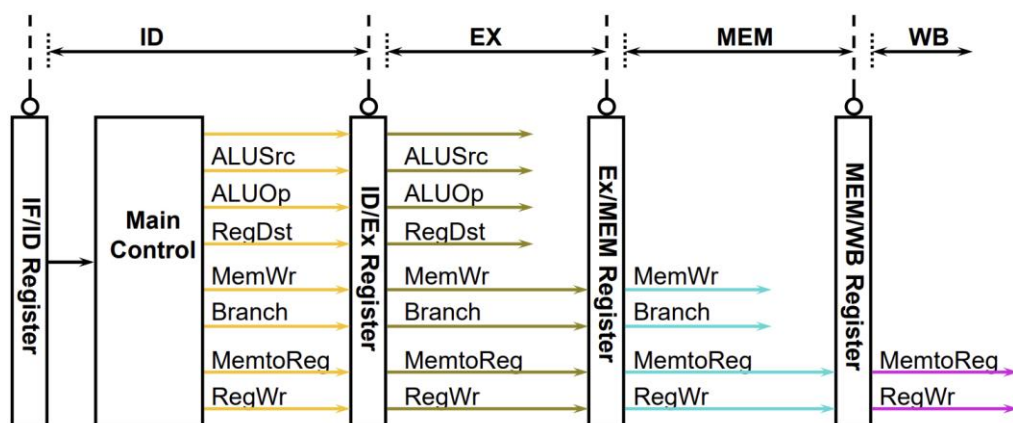 ID
EX
MEM
WB
IF/ID Register
Main
Control
ALUSrc
ALUOp
RegDst
MemWr
Branch
MemtoReg
RegWr
ID/Ex Register
ALUSrc
ALUOp
RegDst
MemWr
Branch
MemtoReg
RegWr
Ex/MEM Register
MemWr
Branch
MemtoReg
RegWr
MEM/WB Register
MemtoReg
RegWr